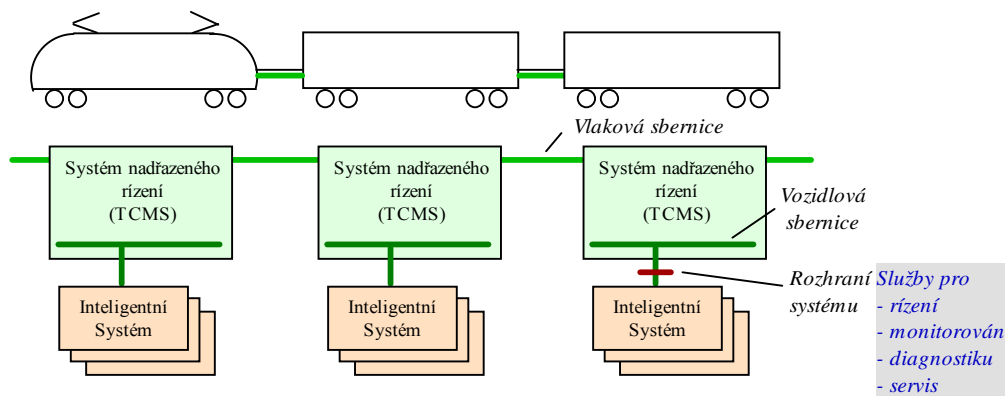 Vlaková sbernice
Systém nadřazeného
rízení
(TCMS)
Systém nadřazeného
rízení
(TCMS)
Systém nadřazeného
rízení
(TCMS)
Vozidlová
sbernice
Inteligentní
Systém
Inteligentní
Systém
Inteligentní
Systém
Rozhraní
systému
Služby pro
- rízení
- monitorován
- diagnostiku
- servis